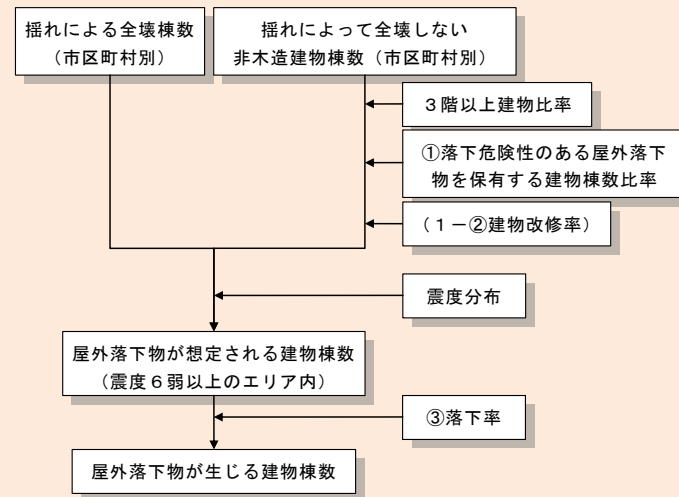 揺れによる全壊棟数
（市区町村別）
揺れによって全壊しない
非木造建物棟数（市区町村別）
３階以上建物比率
①落下危険性のある屋外落下
物を保有する建物棟数比率
（１－②建物改修率）
震度分布
屋外落下物が想定される建物棟数
（震度６弱以上のエリア内）
③落下率
屋外落下物が生じる建物棟数